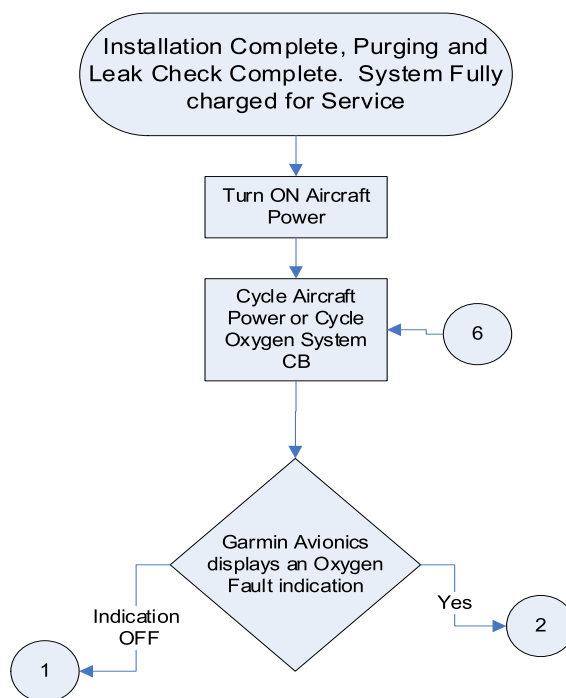 Installation Complete, Purging and
Leak Check Complete.  System Fully
charged for Service
Turn ON Aircraft
Power
Cycle Aircraft
Power or Cycle
Oxygen System
CB
6
Garmin Avionics
displays an Oxygen
Fault indication
Indication
OFF
Yes
1
2